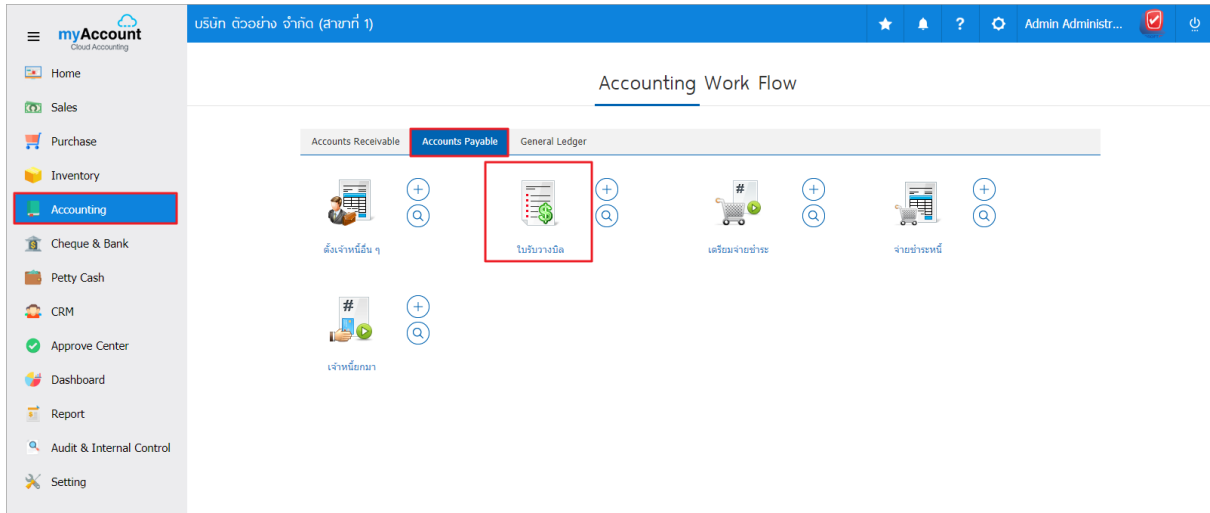 myAccount
Cloud Accounting
บริษัท ตัวอย่าง จำกัด (สาขาที่ 1)
?
Admin Administr...
Home
Sales
Purchase
Inventory
Accounting
Cheque & Bank
Petty Cash
CRM
Approve Center
Dashboard
Report
Audit & Internal Control
Setting
Accounting Work Flow
Accounts Receivable
Accounts Payable
General Ledger
#
ตั้งเจ้าหนี้อื่น ๆ
ใบรับวางบิล
เตรียมจ่ายชำระ
จ่ายชำระหนี้
#
เจ้าหนี้ยกมา